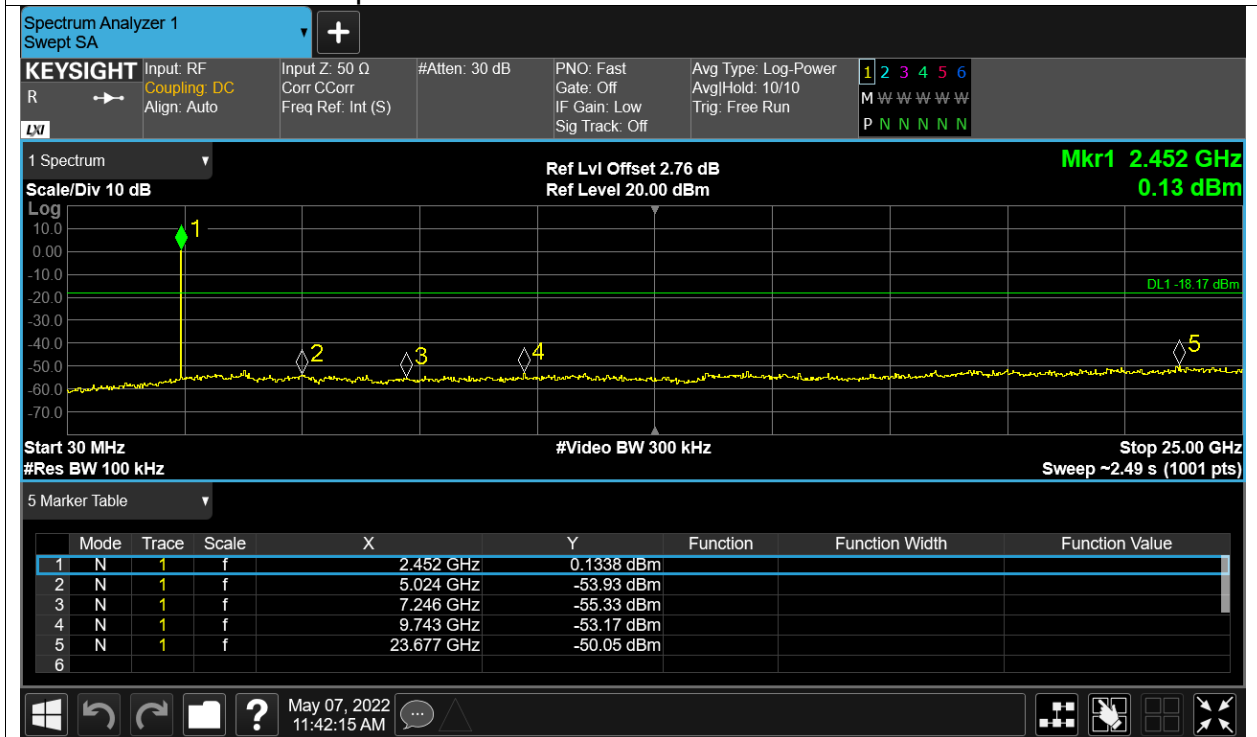 Spectrum Analyzer 1
Swept SA
+
KEYSIGHT Input: RF Input Z: 50 Ω #Atten: 30 dB PNO: Fast Avg Type: Log-Power 1 2 3 4 5 6
R Coupling: DC Corr CCorr Gate: Off Avg|Hold: 10/10 M W W W W W
Align: Auto Freq Ref: Int (S) IF Gain: Low Trig: Free Run
LXI Sig Track: Off P N N N N N
1 Spectrum Ref Lvl Offset 2.76 dB Mkr1 2.452 GHz
Scale/Div 10 dB Ref Level 20.00 dBm 0.13 dBm
Log
10.0 1
0.00
-10.0
DL1 -18.17 dBm
-20.0
-30.0
-40.0
2 3 4 5
-50.0
-60.0
-70.0
Start 30 MHz #Video BW 300 kHz Stop 25.00 GHz
#Res BW 100 kHz Sweep ~2.49 s (1001 pts)
5 Marker Table
Mode Trace Scale X Y Function Function Width Function Value
1 N 1 f 2.452 GHz 0.1338 dBm
2 N 1 f 5.024 GHz -53.93 dBm
3 N 1 f 7.246 GHz -55.33 dBm
4 N 1 f 9.743 GHz -53.17 dBm
5 N 1 f 23.677 GHz -50.05 dBm
6
? May 07, 2022
11:42:15 AM